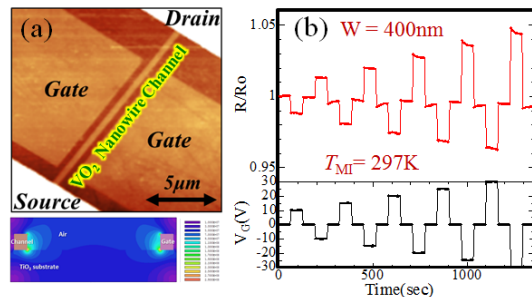 (a)
Drain
Gate
VO2 Nanowire Channel
Gate
Source
5μm
Channel
Air
Gate
TiO2 substrate
(b)
W = 400nm
1.05
1
0.95
R/Ro
TMI = 297K
30
20
10
0
-10
-20
-30
VG(V)
0
500
1000
Time(sec)